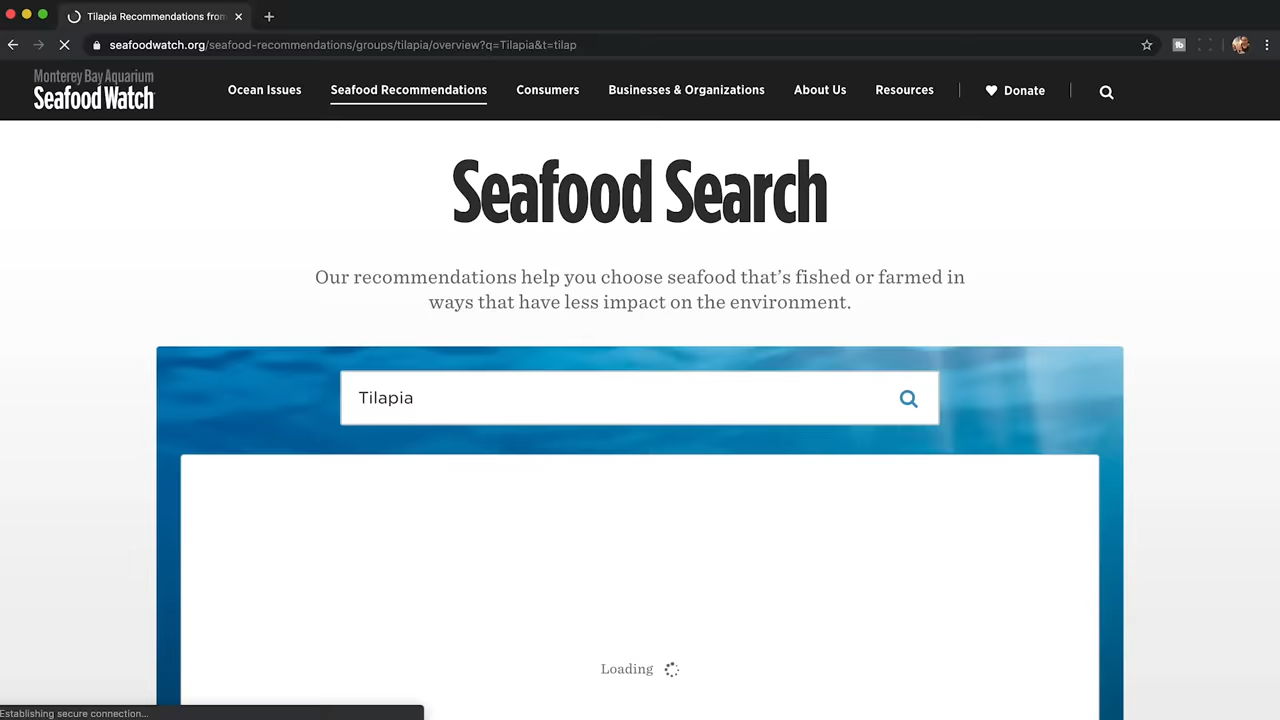 Tilapia Recommendations from
seafoodwatch.org/seafood-recommendations/groups/tilapia/overview?q=Tilapia&t=tilap
Monterey Bay Aquarium
Seafood Watch
Ocean Issues
Seafood Recommendations
Consumers
Businesses & Organizations
About Us
Resources
Donate
Seafood Search
Our recommendations help you choose seafood that's fished or farmed in
ways that have less impact on the environment.
Tilapia
Loading
Establishing secure connection...